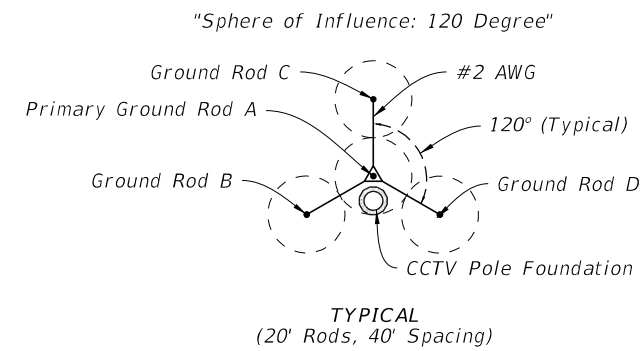 "Sphere of Influence: 120 Degree"
Ground Rod C
#2 AWG
Primary Ground Rod A
120° (Typical)
Ground Rod B
Ground Rod D
CCTV Pole Foundation
TYPICAL
(20' Rods, 40' Spacing)